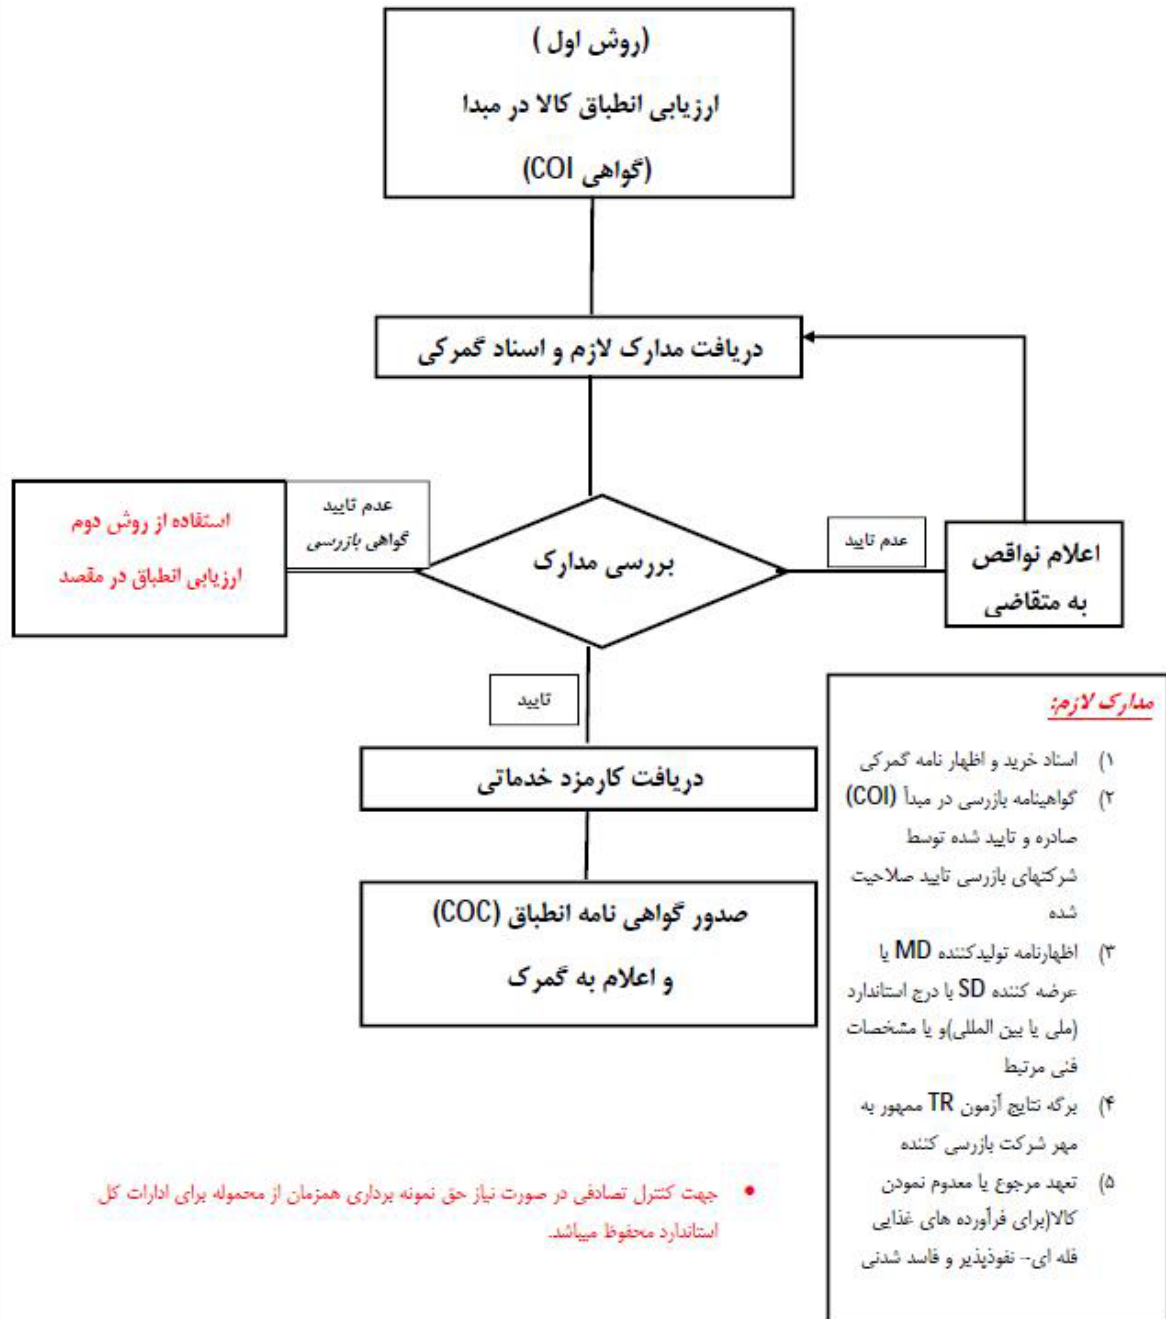 (روش اول )
ارزیابی انطباق کالا در مبدا
(گواهی COI)
دریافت مدارک لازم و اسناد گمرکی
استفاده از روش دوم
ارزیابی انطباق در مقصد
عدم تایید
گواهی بازرسی
بررسی مدارک
عدم تایید
اعلام نواقص
به متقاضی
تایید
دریافت کارمزد خدماتی
صدور گواهی نامه انطباق (COC)
و اعلام به گمرک
مدارک لازم:
۱) اسناد خرید و اظهار نامه گمرکی
۲) گواهینامه بازرسی در مبدأ (COI)
صادره و تایید شده توسط
شرکتهای بازرسی تایید صلاحیت
شده
۳) اظهارنامه تولیدکننده MD یا
عرضه کننده SD با درج استاندارد
(ملی یا بین المللی)و یا مشخصات
فنی مرتبط
۴) برگه نتایج آزمون TR ممهور به
مهر شرکت بازرسی کننده
۵) تعهد مرجوع یا معدوم نمودن
کالا(برای فرآورده های غذایی
فله ای- نفوذپذیر و فاسد شدنی
• جهت کنترل تصادفی در صورت نیاز حق نمونه برداری همزمان از محموله برای ادارات کل
استاندارد محفوظ میباشد.